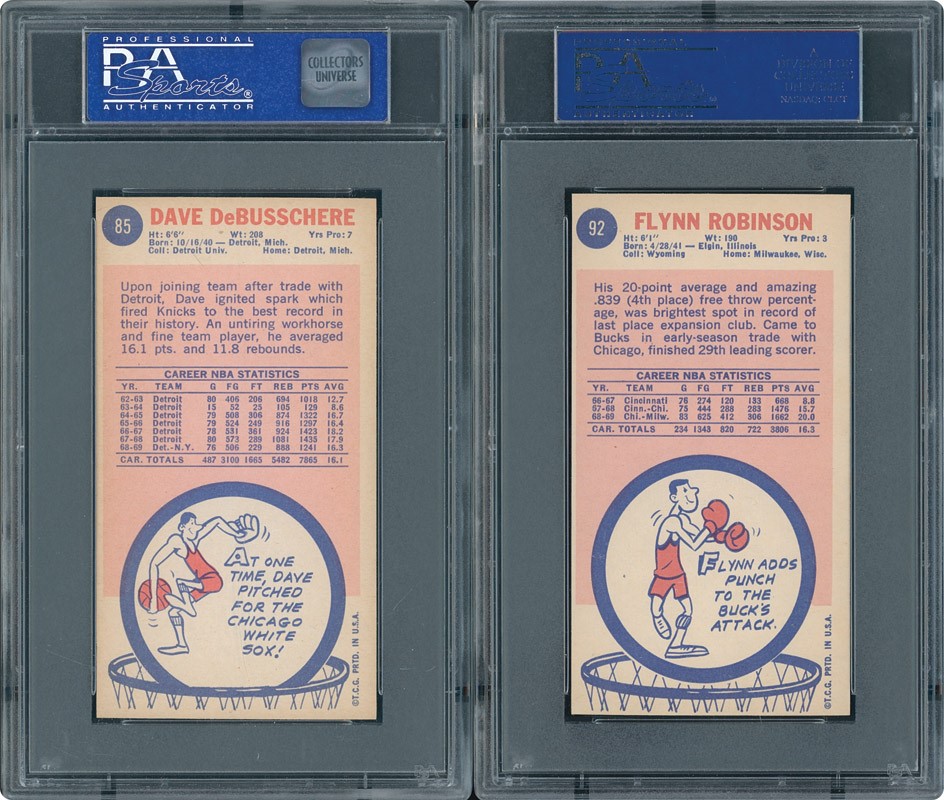 PROFESSIONAL
PSA
Sports®
AUTHENTICATOR
COLLECTORS
UNIVERSE
85
DAVE DeBUSSCHERE
Ht: 6'6" Wt: 208 Yrs Pro: 7
Born: 10/16/40 — Detroit, Mich.
Coll: Detroit Univ. Home: Detroit, Mich.
Upon joining team after trade with
Detroit, Dave ignited spark which
fired Knicks to the best record in
their history. An untiring workhorse
and fine team player, he averaged
16.1 pts. and 11.8 rebounds.
CAREER NBA STATISTICS
YR. TEAM G FG FT REB PTS AVG
62-63 Detroit 80 406 206 694 1018 12.7
63-64 Detroit 15 52 25 105 129 8.6
64-65 Detroit 79 508 306 874 1322 16.7
65-66 Detroit 79 524 249 916 1297 16.4
66-67 Detroit 78 531 361 924 1423 18.2
67-68 Detroit 80 573 289 1081 1435 17.9
68-69 Det.-N.Y. 76 506 229 888 1241 16.3
CAR. TOTALS 487 3100 1665 5482 7865 16.1
AT ONE
TIME, DAVE
PITCHED
FOR THE
CHICAGO
WHITE
SOX!
©T.C.G. PRTD. IN U.S.A.
PSA
A
DIVISION OF
COLLECTORS
UNIVERSE
NASDAQ: CLCT
92
FLYNN ROBINSON
Ht: 6'1" Wt: 190 Yrs Pro: 3
Born: 4/28/41 — Elgin, Illinois
Coll: Wyoming Home: Milwaukee, Wisc.
His 20-point average and amazing
.839 (4th place) free throw percent-
age, was brightest spot in record of
last place expansion club. Came to
Bucks in early-season trade with
Chicago, finished 29th leading scorer.
CAREER NBA STATISTICS
YR. TEAM G FG FT REB PTS AVG
66-67 Cincinnati 76 274 120 133 668 8.8
67-68 Cinn.-Chi. 75 444 288 283 1476 15.7
68-69 Chi.-Milw. 83 625 412 306 1662 20.0
CAR. TOTALS 234 1343 820 722 3806 16.3
FLYNN ADDS
PUNCH
TO THE
BUCK'S
ATTACK.
©T.C.G. PRTD. IN U.S.A.